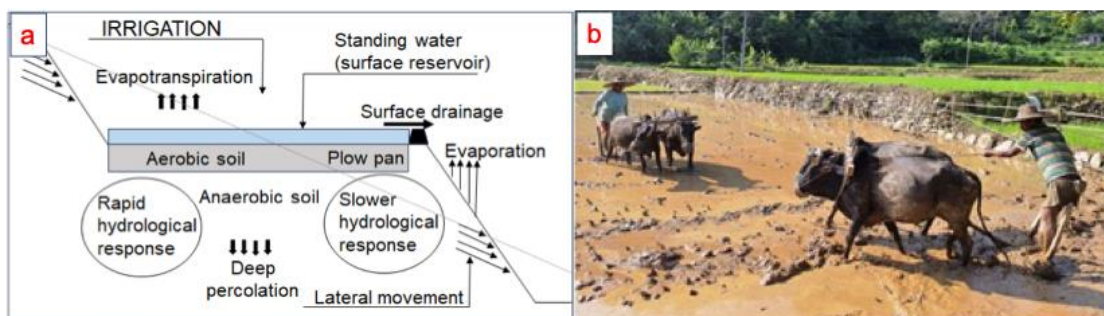 a
IRRIGATION
Standing water
(surface reservoir)
Evapotranspiration
Surface drainage
Evaporation
Aerobic soil
Plow pan
Anaerobic soil
Rapid
hydrological
response
Slower
hydrological
response
Deep
percolation
Lateral movement
b